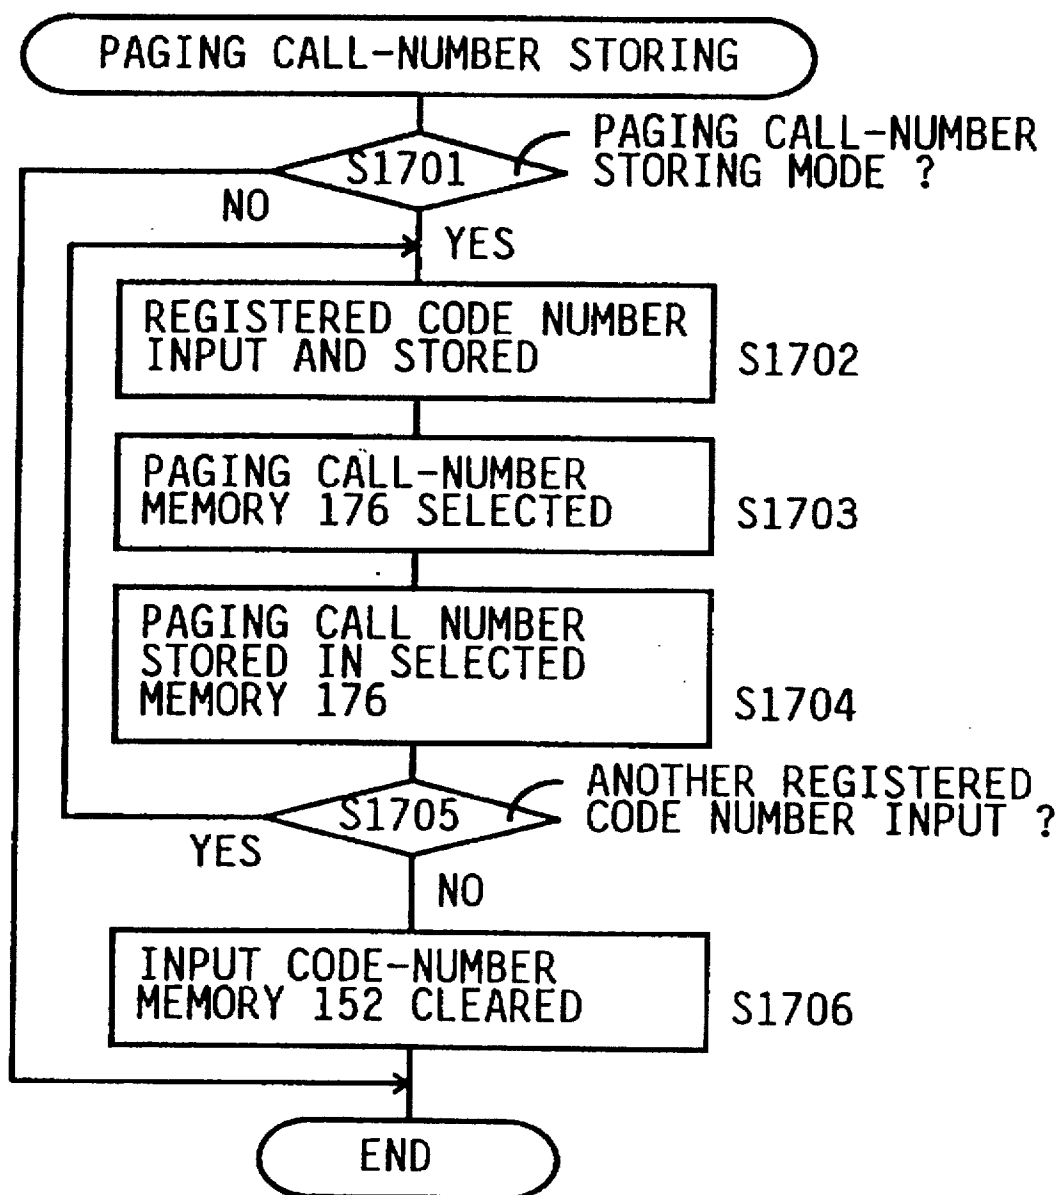 PAGING CALL-NUMBER STORING
S1701
PAGING CALL-NUMBER
STORING MODE ?
NO
YES
REGISTERED CODE NUMBER
INPUT AND STORED
S1702
PAGING CALL-NUMBER
MEMORY 176 SELECTED
S1703
PAGING CALL NUMBER
STORED IN SELECTED
MEMORY 176
S1704
S1705
ANOTHER REGISTERED
CODE NUMBER INPUT ?
YES
NO
INPUT CODE-NUMBER
MEMORY 152 CLEARED
S1706
END